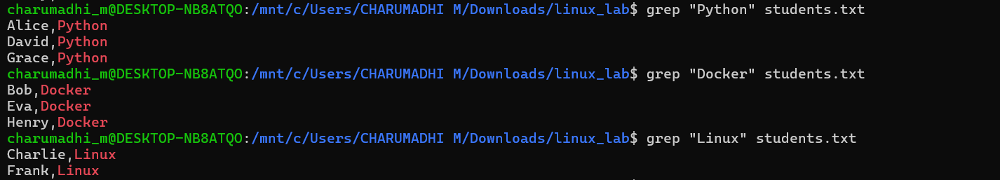 charumadhi_m@DESKTOP-NB8ATQO:/mnt/c/Users/CHARUMADHI M/Downloads/linux_lab$ grep "Python" students.txt
Alice,Python
David,Python
Grace,Python
charumadhi_m@DESKTOP-NB8ATQO:/mnt/c/Users/CHARUMADHI M/Downloads/linux_lab$ grep "Docker" students.txt
Bob,Docker
Eva,Docker
Henry,Docker
charumadhi_m@DESKTOP-NB8ATQO:/mnt/c/Users/CHARUMADHI M/Downloads/linux_lab$ grep "Linux" students.txt
Charlie,Linux
Frank,Linux